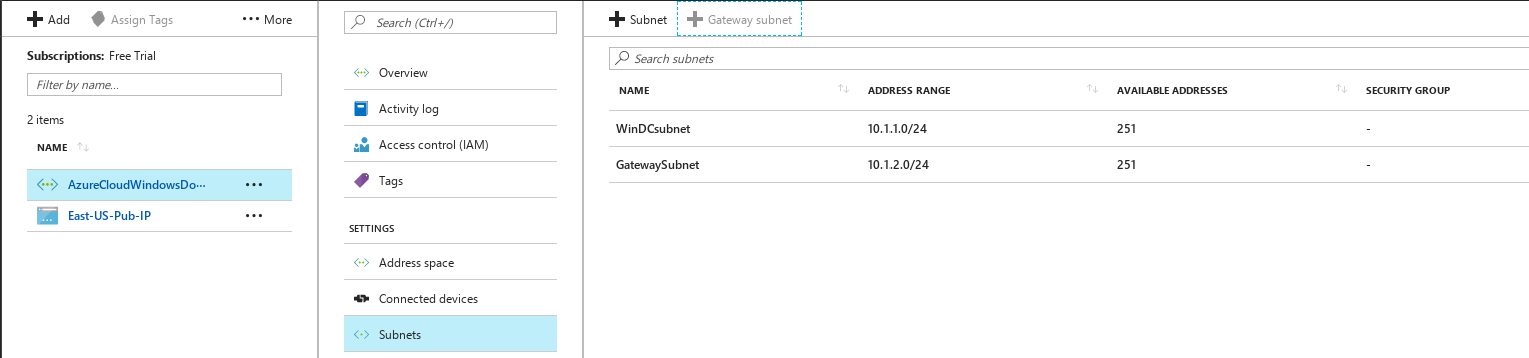 Add Assign Tags ••• More
Subscriptions: Free Trial
Filter by name...
2 items
NAME
AzureCloudWindowsDo··· •••
East-US-Pub-IP •••
Search (Ctrl+/)
Overview
Activity log
Access control (IAM)
Tags
SETTINGS
Address space
Connected devices
Subnets
Subnet Gateway subnet
Search subnets
NAME ADDRESS RANGE AVAILABLE ADDRESSES SECURITY GROUP
WinDCsubnet 10.1.1.0/24 251 -
GatewaySubnet 10.1.2.0/24 251 -